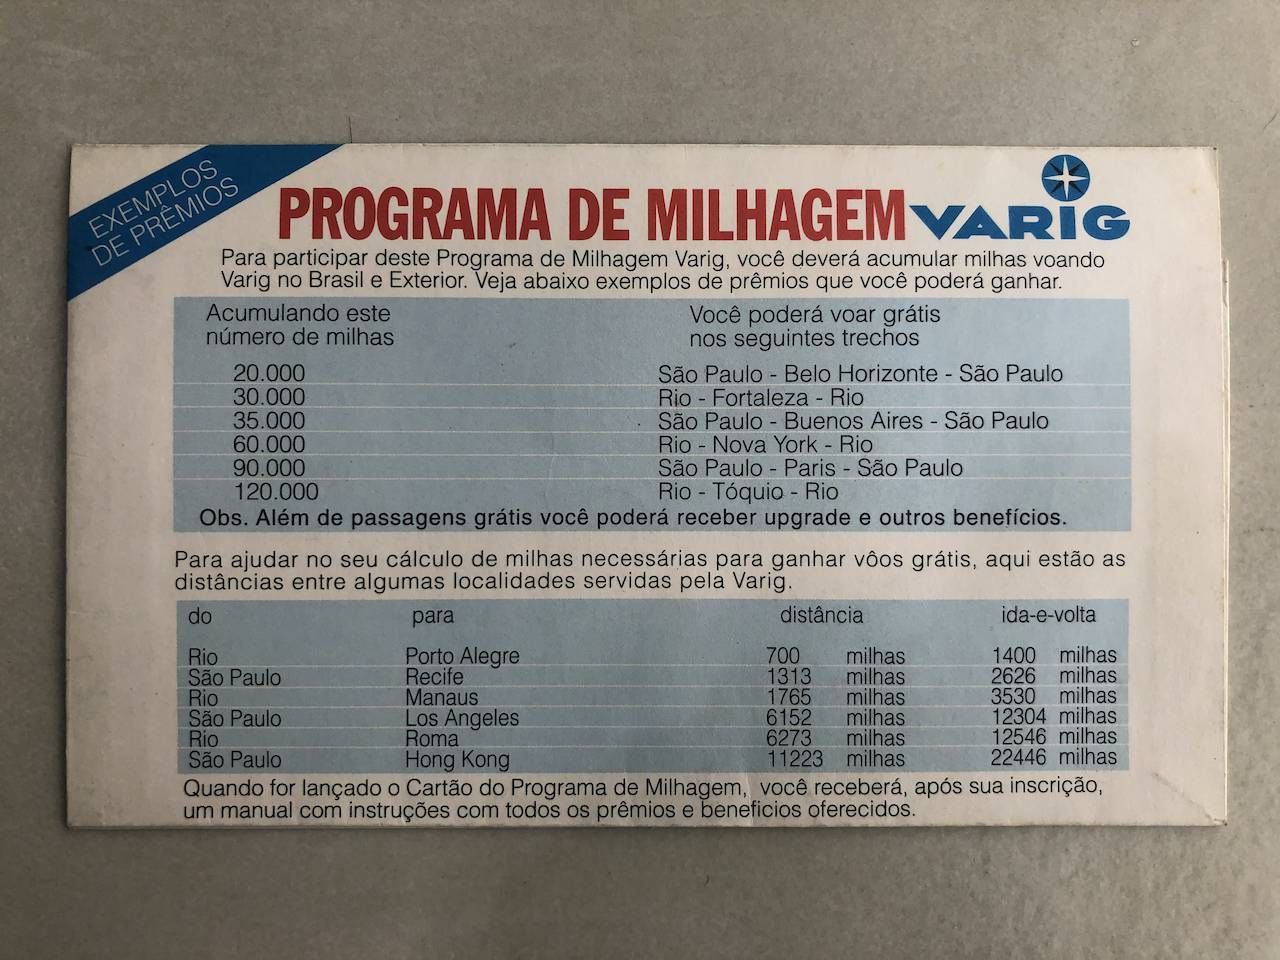 EXEMPLOS
DE PRÊMIOS
PROGRAMA DE MILHAGEM VARIG
Para participar deste Programa de Milhagem Varig, você deverá acumular milhas voando
Varig no Brasil e Exterior. Veja abaixo exemplos de prêmios que você poderá ganhar.
Acumulando este Você poderá voar grátis
número de milhas nos seguintes trechos
20.000 São Paulo - Belo Horizonte - São Paulo
30.000 Rio - Fortaleza - Rio
35.000 São Paulo - Buenos Aires - São Paulo
60.000 Rio - Nova York - Rio
90.000 São Paulo - Paris - São Paulo
120.000 Rio - Tóquio - Rio
Obs. Além de passagens grátis você poderá receber upgrade e outros benefícios.
Para ajudar no seu cálculo de milhas necessárias para ganhar vôos grátis, aqui estão as
distâncias entre algumas localidades servidas pela Varig.
do para distância ida-e-volta
Rio Porto Alegre 700 milhas 1400 milhas
São Paulo Recife 1313 milhas 2626 milhas
Rio Manaus 1765 milhas 3530 milhas
São Paulo Los Angeles 6152 milhas 12304 milhas
Rio Roma 6273 milhas 12546 milhas
São Paulo Hong Kong 11223 milhas 22446 milhas
Quando for lançado o Cartão do Programa de Milhagem, você receberá, após sua inscrição,
um manual com instruções com todos os prêmios e beneficios oferecidos.